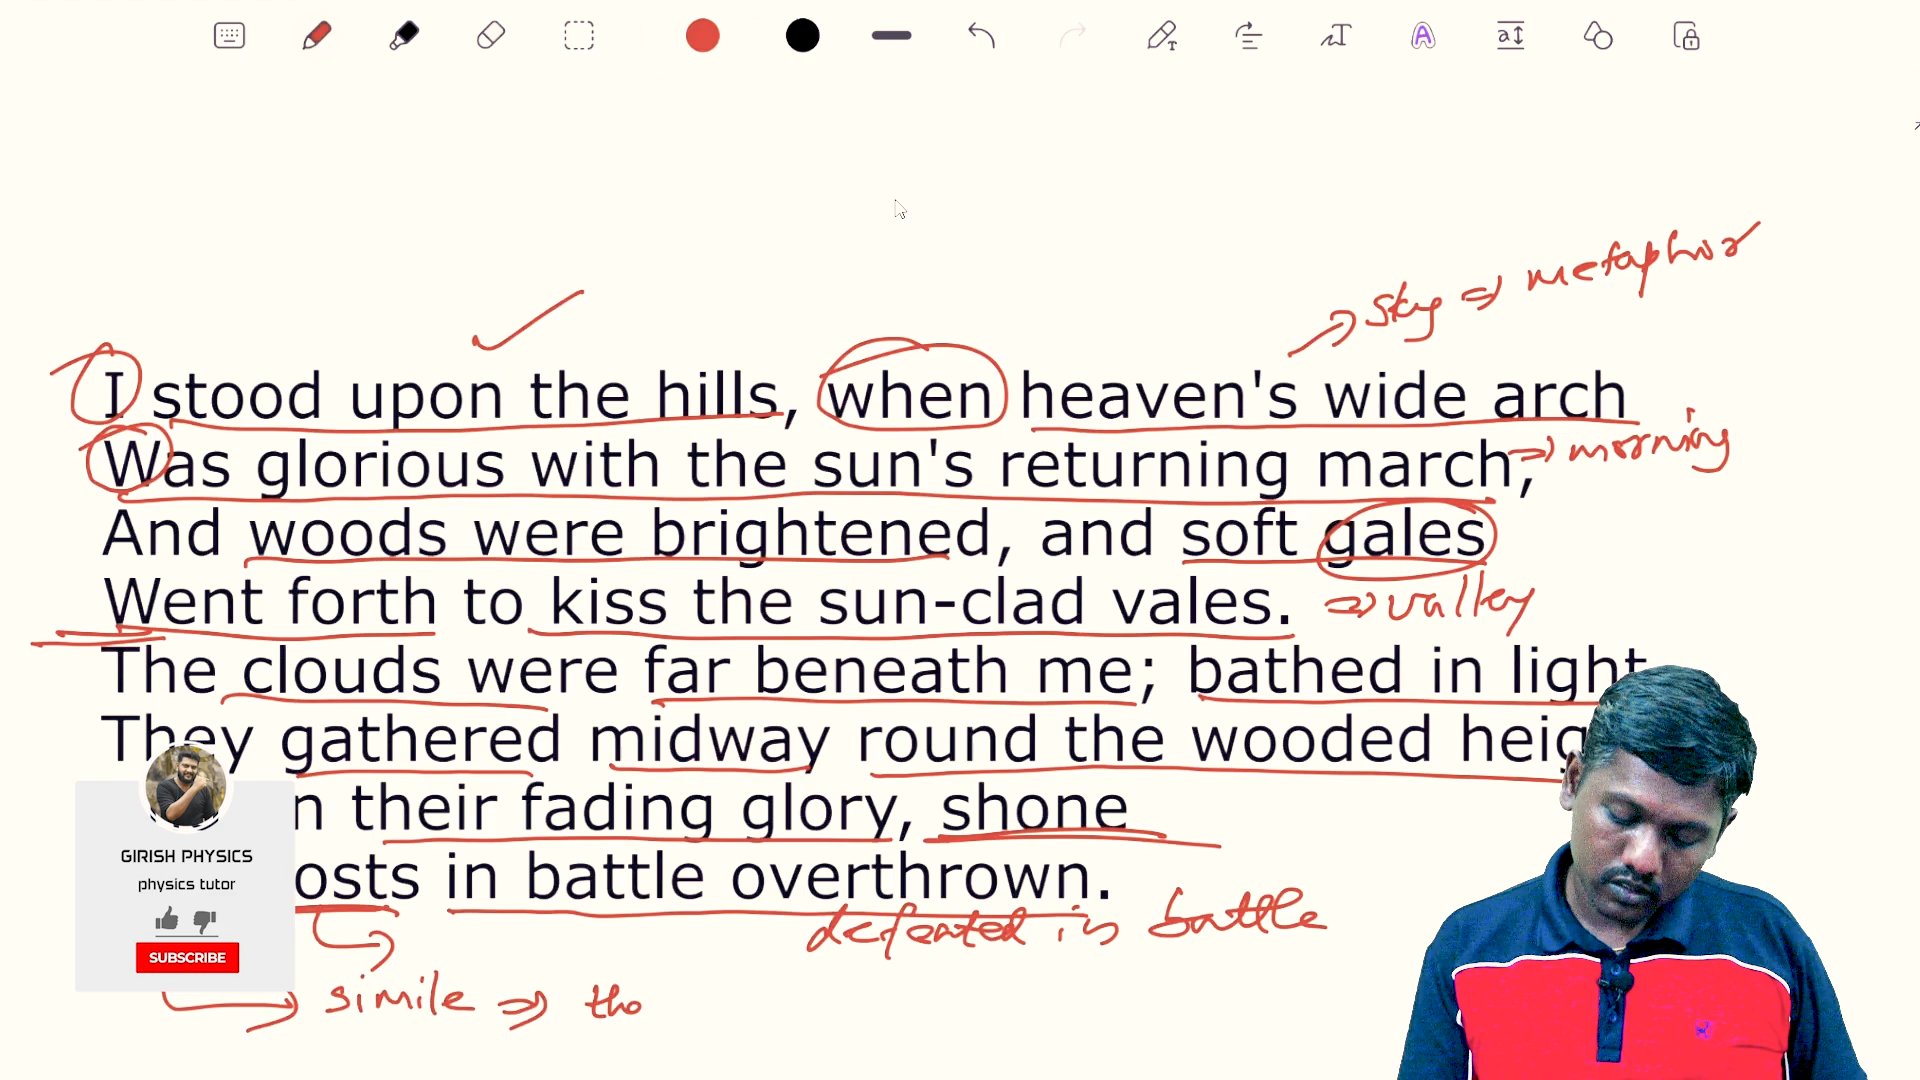 sky ⇒ metaphor
I stood upon the hills, when heaven's wide arch
Was glorious with the sun's returning march,
⇒ morning
And woods were brightened, and soft gales
Went forth to kiss the sun-clad vales.
⇒ valley
The clouds were far beneath me; bathed in light
They gathered midway round the wooded heig
n their fading glory, shone
osts in battle overthrown.
defeated in battle
simile ⇒ tho
GIRISH PHYSICS
physics tutor
SUBSCRIBE